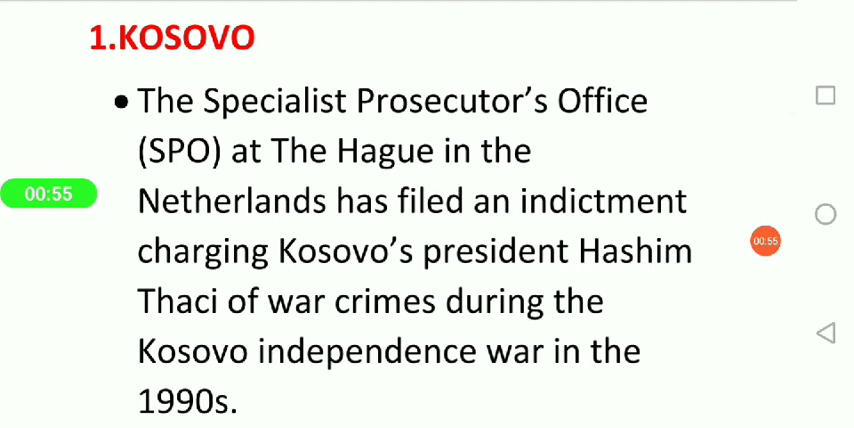 1.KOSOVO
• The Specialist Prosecutor’s Office
(SPO) at The Hague in the
00:55
Netherlands has filed an indictment
charging Kosovo’s president Hashim
00:55
Thaci of war crimes during the
Kosovo independence war in the
1990s.